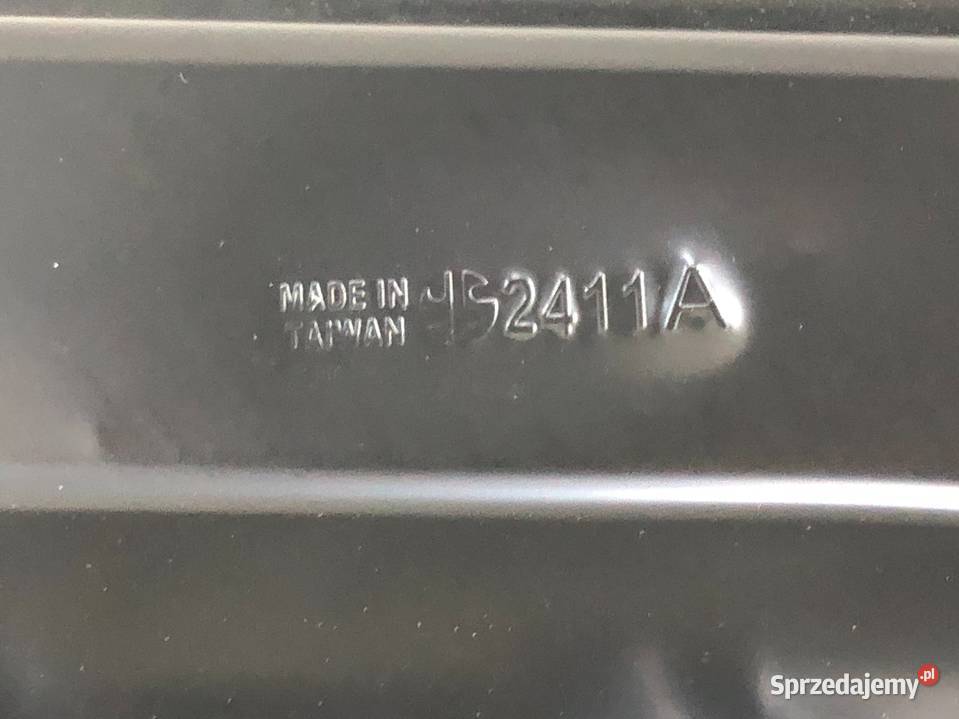 MADE IN
TAIWAN
2411A
Sprzedajemy.pl